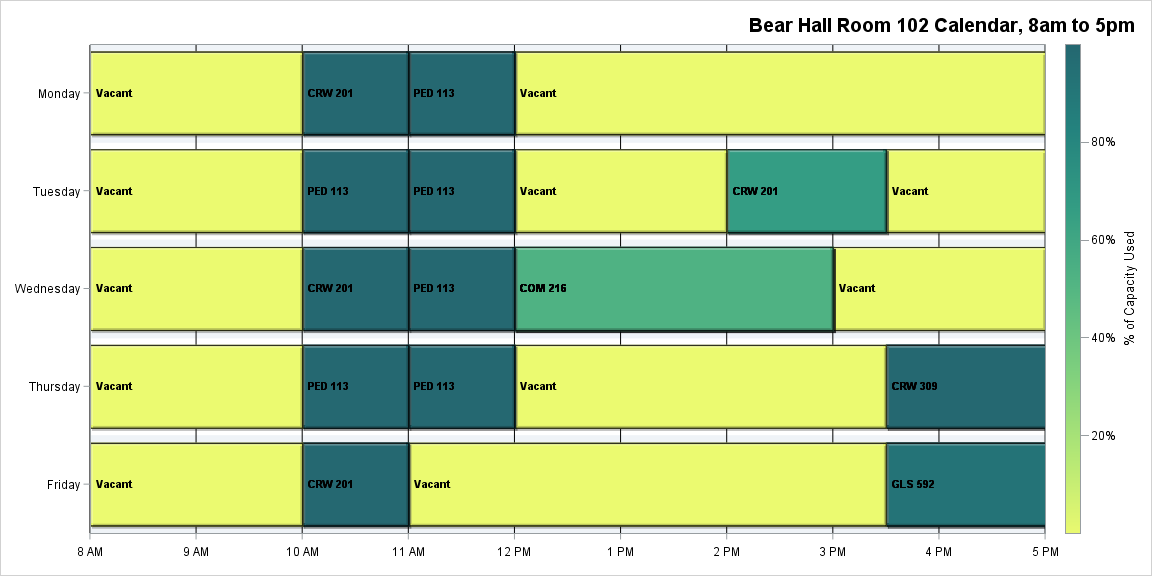 Bear Hall Room 102 Calendar, 8am to 5pm
Monday
Vacant
CRW 201
PED 113
Vacant
Tuesday
Vacant
PED 113
PED 113
Vacant
CRW 201
Vacant
Wednesday
Vacant
CRW 201
PED 113
COM 216
Vacant
Thursday
Vacant
PED 113
PED 113
Vacant
CRW 309
Friday
Vacant
CRW 201
Vacant
GLS 592
8 AM
9 AM
10 AM
11 AM
12 PM
1 PM
2 PM
3 PM
4 PM
5 PM
80%
60%
40%
20%
% of Capacity Used